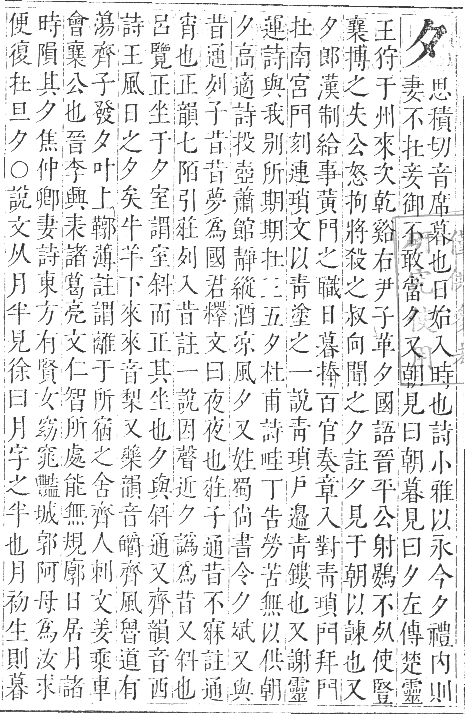 夕 思積切音席暮也日始入時也詩小雅以永今夕禮內則
妻不在妾御不敢當夕又朝見曰朝暮見曰夕左傳楚靈
王狩于州來次乾谿右尹子革夕國語晉平公射鷃不死使豎
襄搏之失公怒拘將殺之叔向聞之夕註夕見于朝以諫也又
夕郎漢制給事黃門之職日暮捧百官奏章入對青瑣門拜門
在南宮門刻連瑣文以青塗之一說青瑣戶邊青鏤也又謝靈
運詩與我別所期期在三五夕杜甫詩畦丁告勞苦無以供朝
夕高適詩投壺蕭館靜縱酒凉風夕又姓蜀尚書令夕斌又與
昔通列子昔昔夢爲國君釋文曰夜夜也莊子通昔不寐註通
宵也正韻七陌引莊列入昔註一說因聲近夕譌爲昔又斜也
呂覽正坐于夕室謂室斜而正其坐也夕與斜通又齊韻音西
詩王風日之夕矣牛羊下來來音梨又藥韻音皭齊風魯道有
蕩齊子發夕叶上鞹薄註謂離于所宿之舍齊人刺文姜乘車
會襄公也晉李興表諸葛亮文仁智所處能無規廓日居月諸
時隕其夕焦仲卿妻詩東方有賢女窈窕豔城郭阿母爲汝求
便復在旦夕○說文从月半見徐曰月字之半也月初生則暮